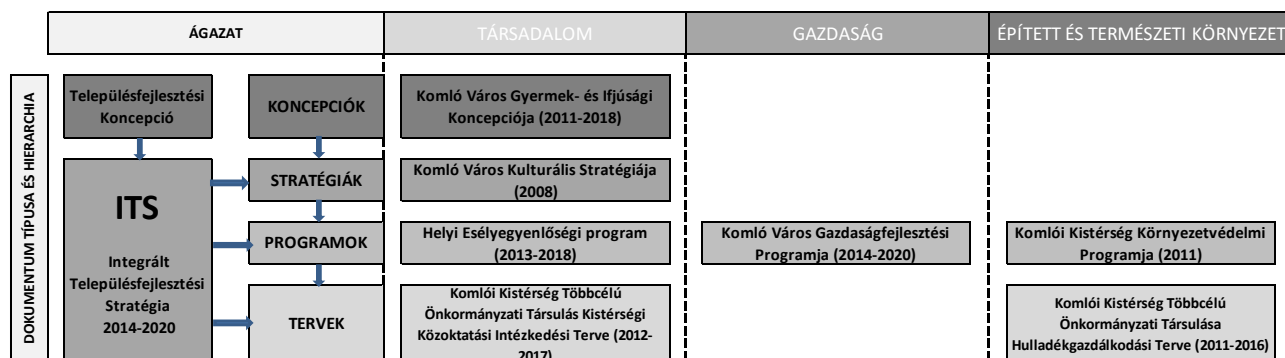 ÁGAZAT
TÁRSADALOM
GAZDASÁG
ÉPÍTETT ÉS TERMÉSZETI KÖRNYEZET
DOKUMENTUM TÍPUSA ÉS HIERARCHIA
Településfejlesztési
Koncepció
KONCEPCIÓK
Komló Város Gyermek- és Ifjúsági
Koncepciója (2011-2018)
ITS
Integrált
Településfejlesztési
Stratégia
2014-2020
STRATÉGIÁK
Komló Város Kulturális Stratégiája
(2008)
PROGRAMOK
Helyi Esélyegyenlőségi program
(2013-2018)
Komló Város Gazdaságfejlesztési
Programja (2014-2020)
Komlói Kistérség Környezetvédelmi
Programja (2011)
TERVEK
Komlói Kistérség Többcélú
Önkormányzati Társulás Kistérségi
Közoktatási Intézkedési Terve (2012-
2017)
Komlói Kistérség Többcélú
Önkormányzati Társulása
Hulladékgazdálkodási Terve (2011-2016)